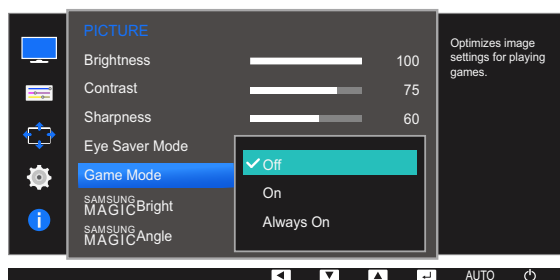 PICTURE
Brightness 100
Contrast 75
Sharpness 60
Eye Saver Mode
Game Mode
SAMSUNG
MAGICBright
SAMSUNG
MAGICAngle
Off
On
Always On
Optimizes image
settings for playing
games.
AUTO